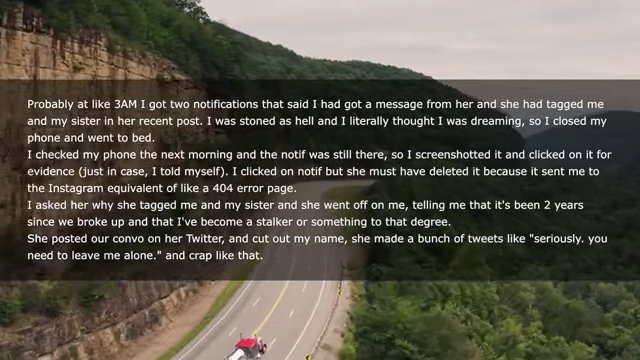 Probably at like 3AM I got two notifications that said I had got a message from her and she had tagged me
and my sister in her recent post. I was stoned as hell and I literally thought I was dreaming, so I closed my
phone and went to bed.
I checked my phone the next morning and the notif was still there, so I screenshotted it and clicked on it for
evidence (just in case, I told myself). I clicked on notif but she must have deleted it because it sent me to
the Instagram equivalent of like a 404 error page.
I asked her why she tagged me and my sister and she went off on me, telling me that it's been 2 years
since we broke up and that I've become a stalker or something to that degree.
She posted our convo on her Twitter, and cut out my name, she made a bunch of tweets like "seriously. you
need to leave me alone." and crap like that.